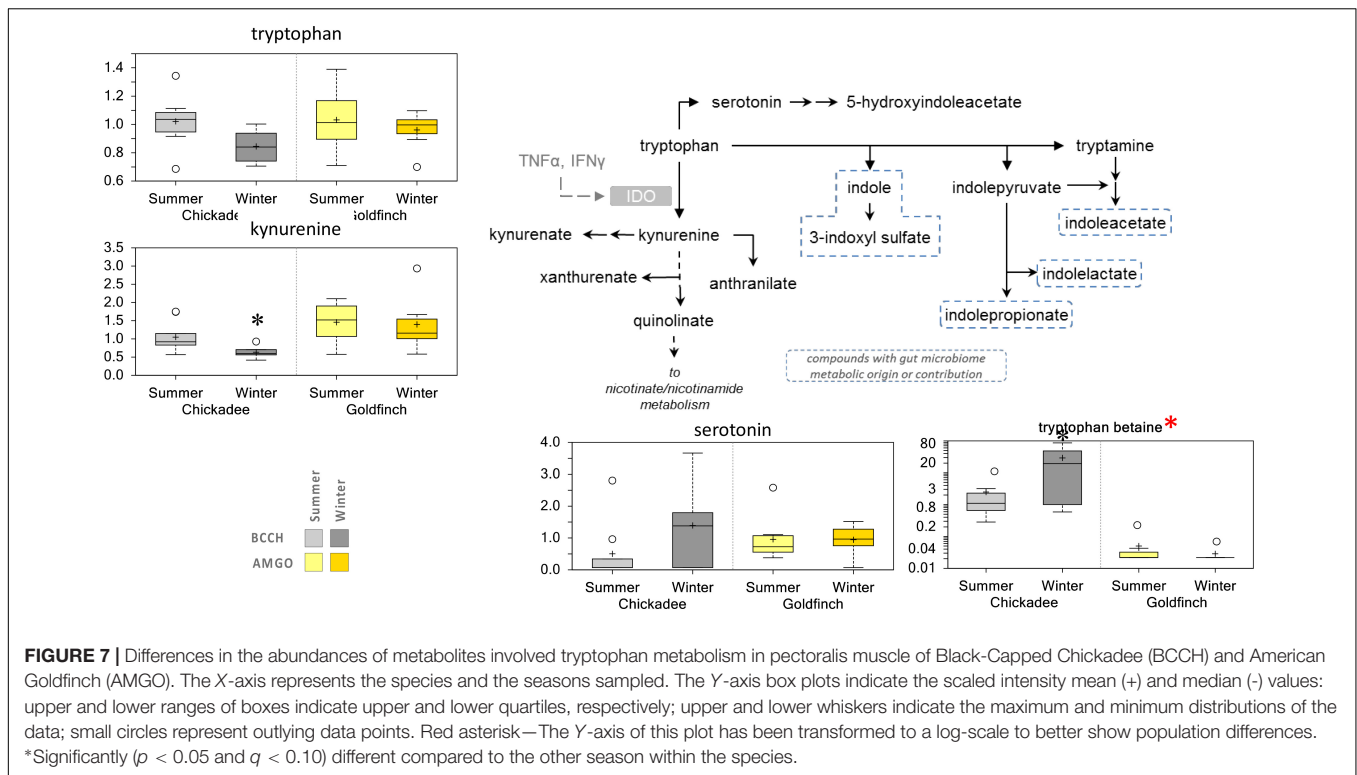 tryptophan
1.4
1.2
1.0
0.8
0.6
Summer Winter Summer Winter
Chickade Goldfinch
kynurenine
3.5
3.0
2.5
2.0
1.5
1.0
0.5
0.0
*
Summer Winter Summer Winter
Chickadee Goldfinch
serotonin
5-hydroxyindoleacetate
tryptophan
tryptamine
TNFα, IFNγ
IDO
indole
indolepyruvate
3-indoxyl sulfate
indoleacetate
kynurenate
kynurenine
xanthurenate
anthranilate
indolelactate
indolepropionate
quinolinate
to
nicotinate/nicotinamide
metabolism
compounds with gut microbiome
metabolic origin or contribution
Summer
Winter
BCCH
AMGO
serotonin
4.0
3.0
2.0
1.0
0.0
Summer Winter Summer Winter
Chickadee Goldfinch
tryptophan betaine*
*
80
20
3
0.8
0.2
0.04
0.01
Summer Winter Summer Winter
Chickadee Goldfinch
FIGURE 7 | Differences in the abundances of metabolites involved tryptophan metabolism in pectoralis muscle of Black-Capped Chickadee (BCCH) and American
Goldfinch (AMGO). The X-axis represents the species and the seasons sampled. The Y-axis box plots indicate the scaled intensity mean (+) and median (-) values:
upper and lower ranges of boxes indicate upper and lower quartiles, respectively; upper and lower whiskers indicate the maximum and minimum distributions of the
data; small circles represent outlying data points. Red asterisk—The Y-axis of this plot has been transformed to a log-scale to better show population differences.
*Significantly (p < 0.05 and q < 0.10) different compared to the other season within the species.